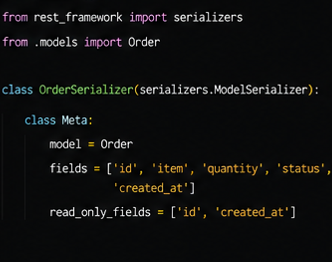 from rest_framework import serializers
from .models import Order
class OrderSerializer(serializers.ModelSerializer):
class Meta:
model = Order
fields = ['id', 'item', 'quantity', 'status',
'created_at']
read_only_fields = ['id', 'created_at']